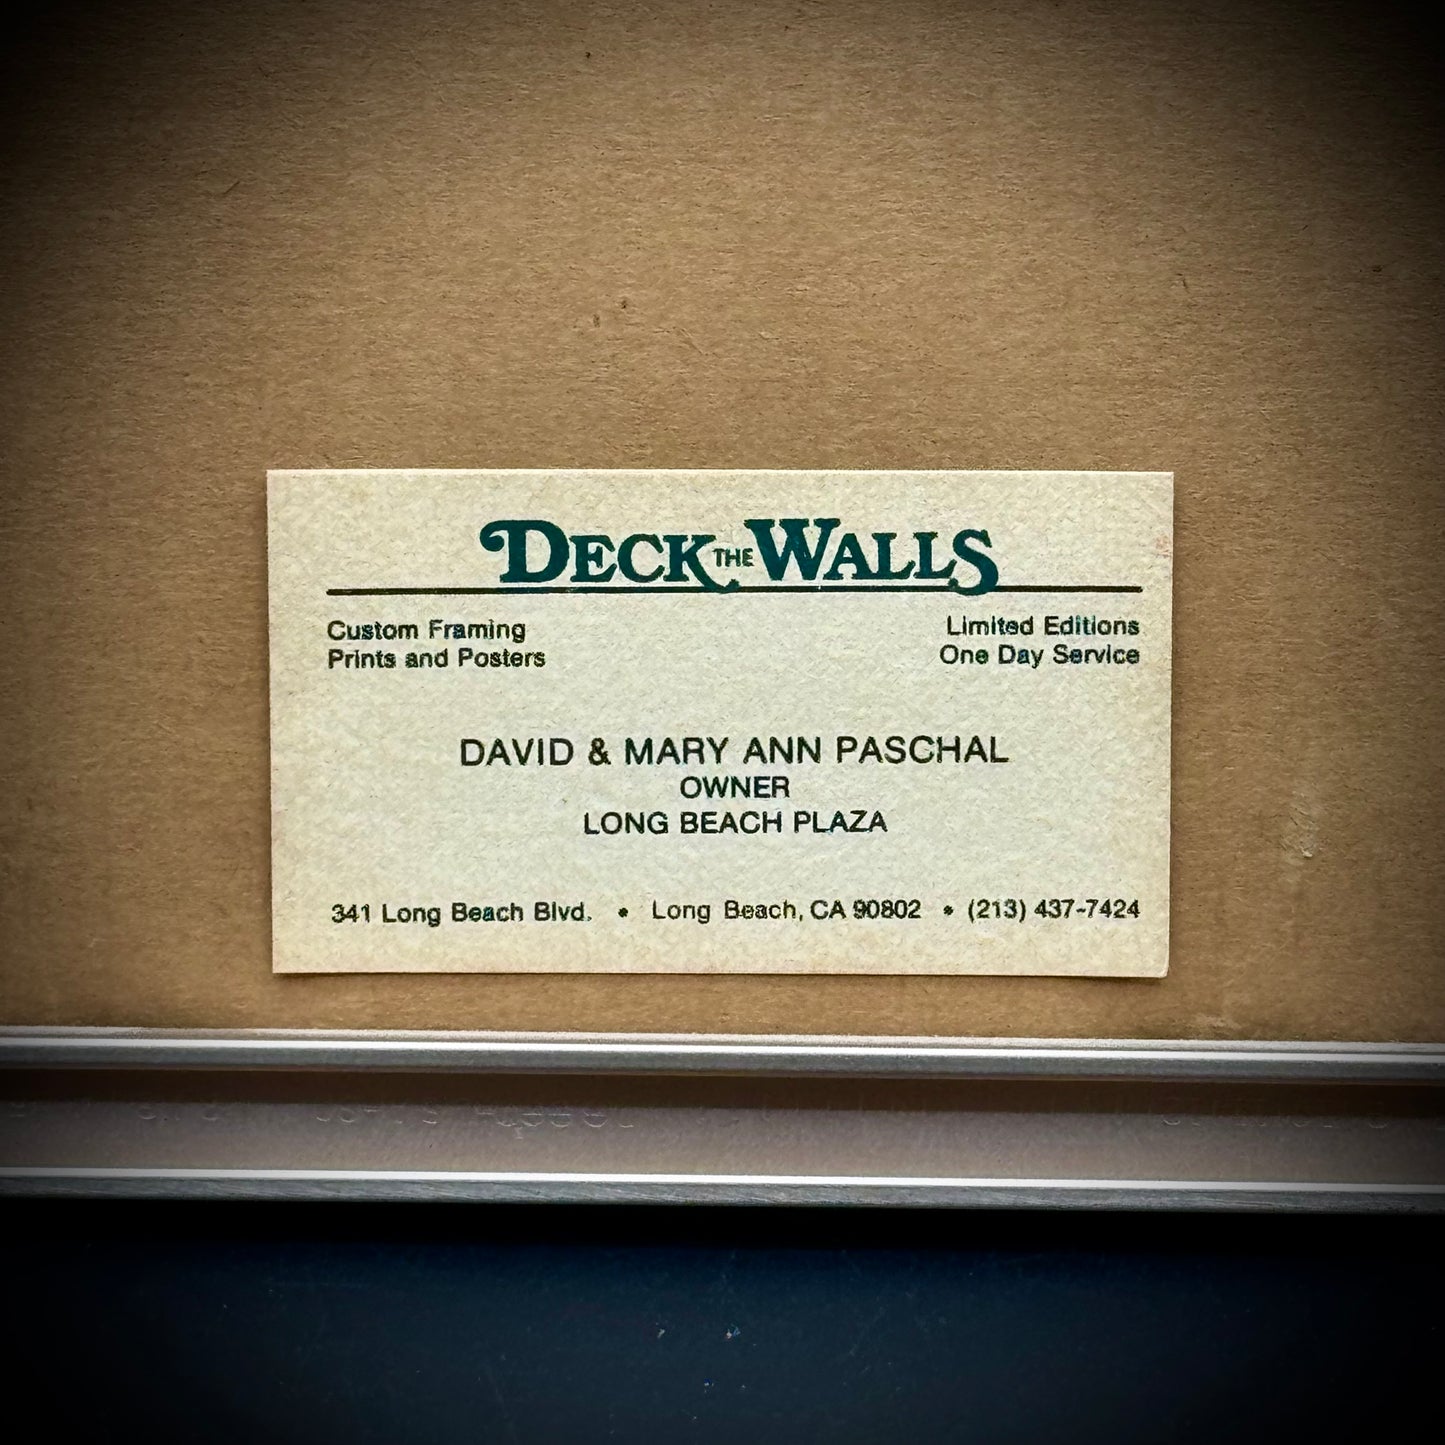 DECK THE WALLS
Custom Framing
Prints and Posters
Limited Editions
One Day Service
DAVID & MARY ANN PASCHAL
OWNER
LONG BEACH PLAZA
341 Long Beach Blvd. • Long Beach, CA 90802 • (213) 437-7424